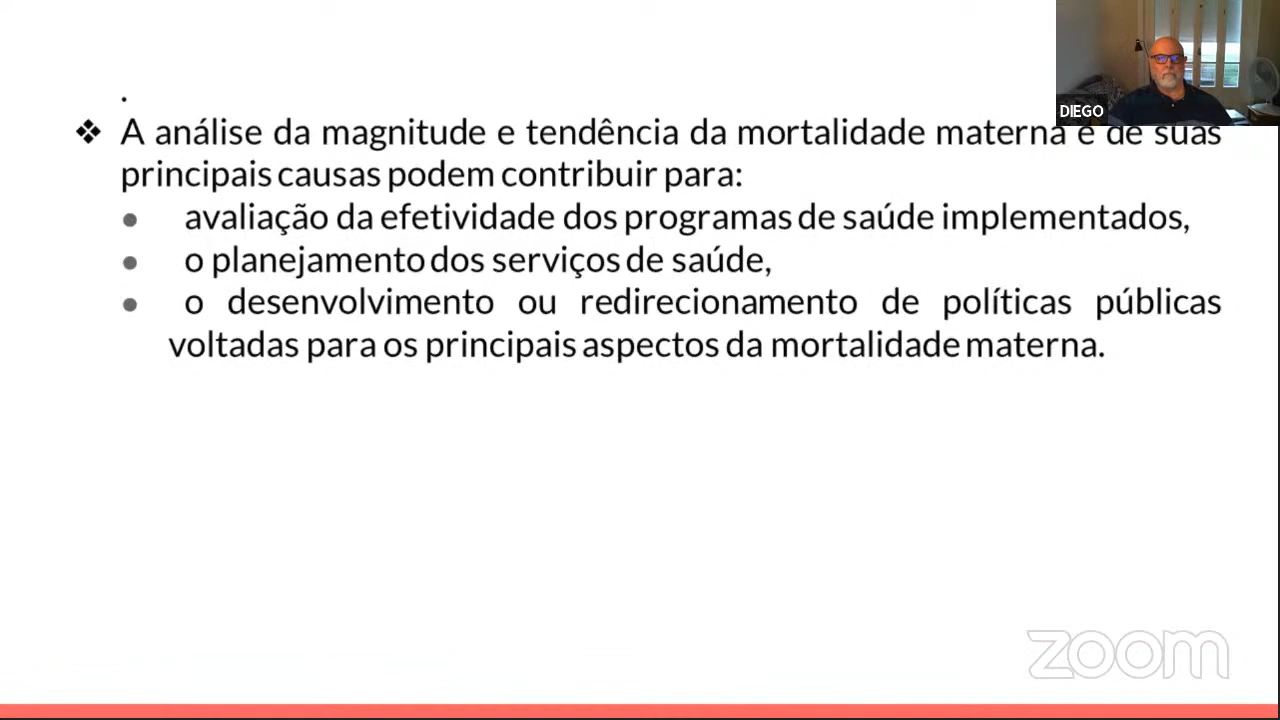 .
❖ A análise da magnitude e tendência da mortalidade materna e de suas
principais causas podem contribuir para:
● avaliação da efetividade dos programas de saúde implementados,
● o planejamento dos serviços de saúde,
● o desenvolvimento ou redirecionamento de políticas públicas
voltadas para os principais aspectos da mortalidade materna.
DIEGO
zoom